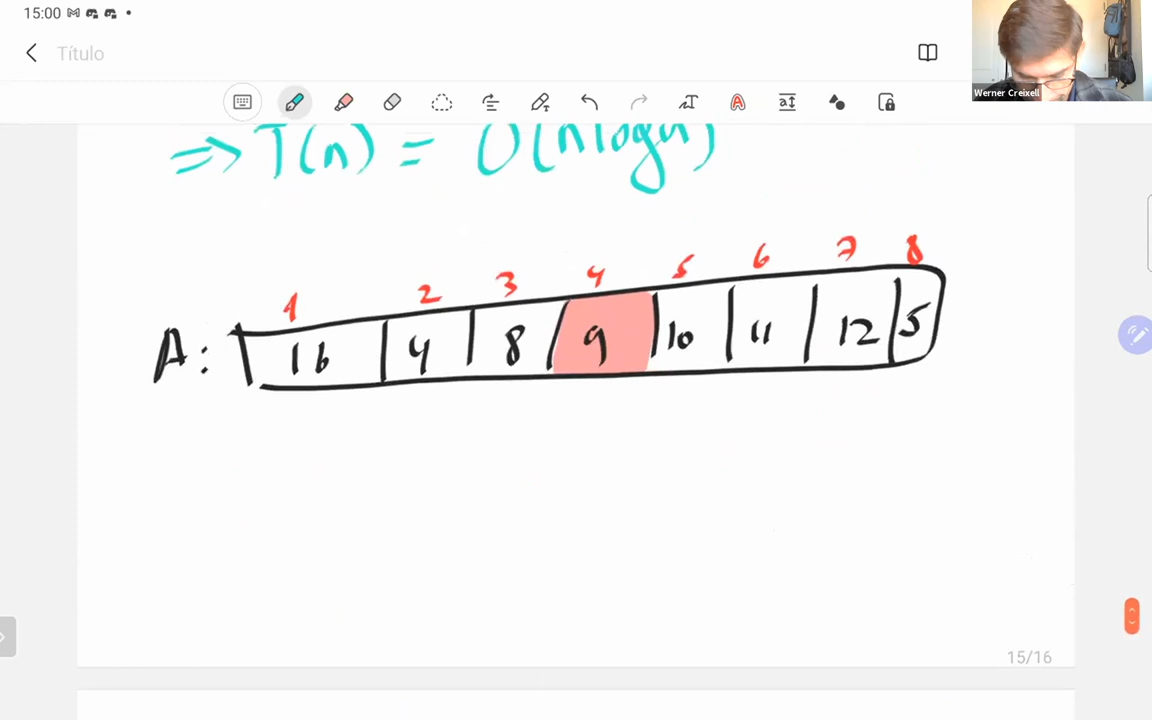 15:00
Título
Werner Creixell
=> T(n) = O(n log n)
1 2 3 4 5 6 7 8
A: 16 4 8 9 10 11 12 5
15/16